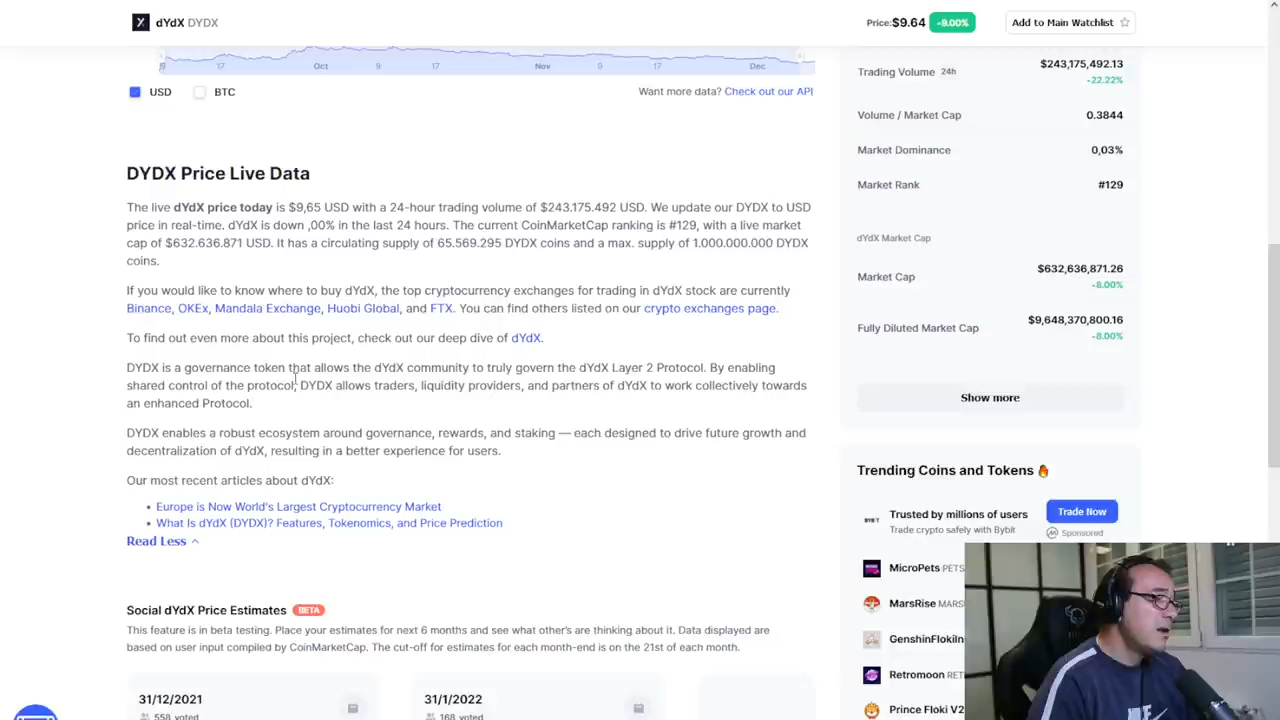 dYdX DYDX
Price:$9.64 -9.00%
Add to Main Watchlist
17 Oct 9 17 Nov 9 17 Dec
USD BTC
Want more data? Check out our API
DYDX Price Live Data
The live dYdX price today is $9,65 USD with a 24-hour trading volume of $243.175.492 USD. We update our DYDX to USD
price in real-time. dYdX is down ,00% in the last 24 hours. The current CoinMarketCap ranking is #129, with a live market
cap of $632.636.871 USD. It has a circulating supply of 65.569.295 DYDX coins and a max. supply of 1.000.000.000 DYDX
coins.
If you would like to know where to buy dYdX, the top cryptocurrency exchanges for trading in dYdX stock are currently
Binance, OKEx, Mandala Exchange, Huobi Global, and FTX. You can find others listed on our crypto exchanges page.
To find out even more about this project, check out our deep dive of dYdX.
DYDX is a governance token that allows the dYdX community to truly govern the dYdX Layer 2 Protocol. By enabling
shared control of the protocol, DYDX allows traders, liquidity providers, and partners of dYdX to work collectively towards
an enhanced Protocol.
DYDX enables a robust ecosystem around governance, rewards, and staking — each designed to drive future growth and
decentralization of dYdX, resulting in a better experience for users.
Our most recent articles about dYdX:
• Europe is Now World's Largest Cryptocurrency Market
• What Is dYdX (DYDX)? Features, Tokenomics, and Price Prediction
Read Less
Social dYdX Price Estimates BETA
This feature is in beta testing. Place your estimates for next 6 months and see what other's are thinking about it. Data displayed are
based on user input compiled by CoinMarketCap. The cut-off for estimates for each month-end is on the 21st of each month.
31/12/2021
558 voted
31/1/2022
168 voted
Trading Volume 24h
$243,175,492.13
-22.22%
Volume / Market Cap
0.3844
Market Dominance
0,03%
Market Rank
#129
dYdX Market Cap
Market Cap
$632,636,871.26
-8.00%
Fully Diluted Market Cap
$9,648,370,800.16
-8.00%
Show more
Trending Coins and Tokens
Trusted by millions of users
Trade crypto safely with Bybit
Trade Now
Sponsored
MicroPets PETS
MarsRise MARS
GenshinFlokiIn
Retromoon RET
Prince Floki V2